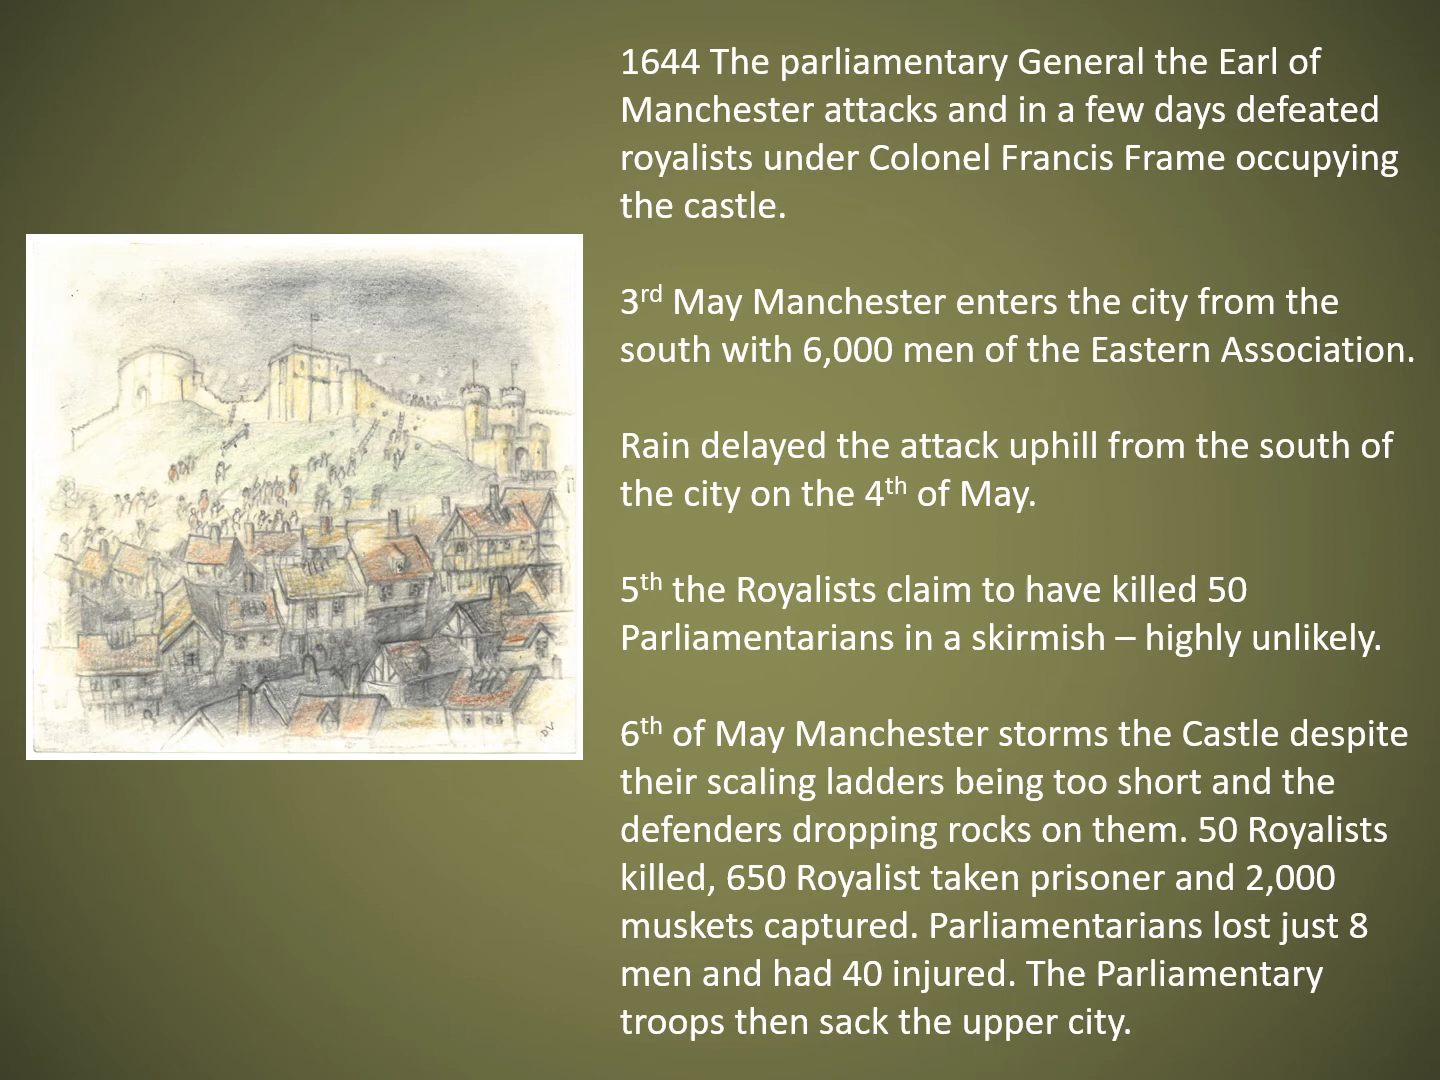 1644 The parliamentary General the Earl of
Manchester attacks and in a few days defeated
royalists under Colonel Francis Frame occupying
the castle.
3rd May Manchester enters the city from the
south with 6,000 men of the Eastern Association.
Rain delayed the attack uphill from the south of
the city on the 4th of May.
5th the Royalists claim to have killed 50
Parliamentarians in a skirmish – highly unlikely.
6th of May Manchester storms the Castle despite
their scaling ladders being too short and the
defenders dropping rocks on them. 50 Royalists
killed, 650 Royalist taken prisoner and 2,000
muskets captured. Parliamentarians lost just 8
men and had 40 injured. The Parliamentary
troops then sack the upper city.
DV